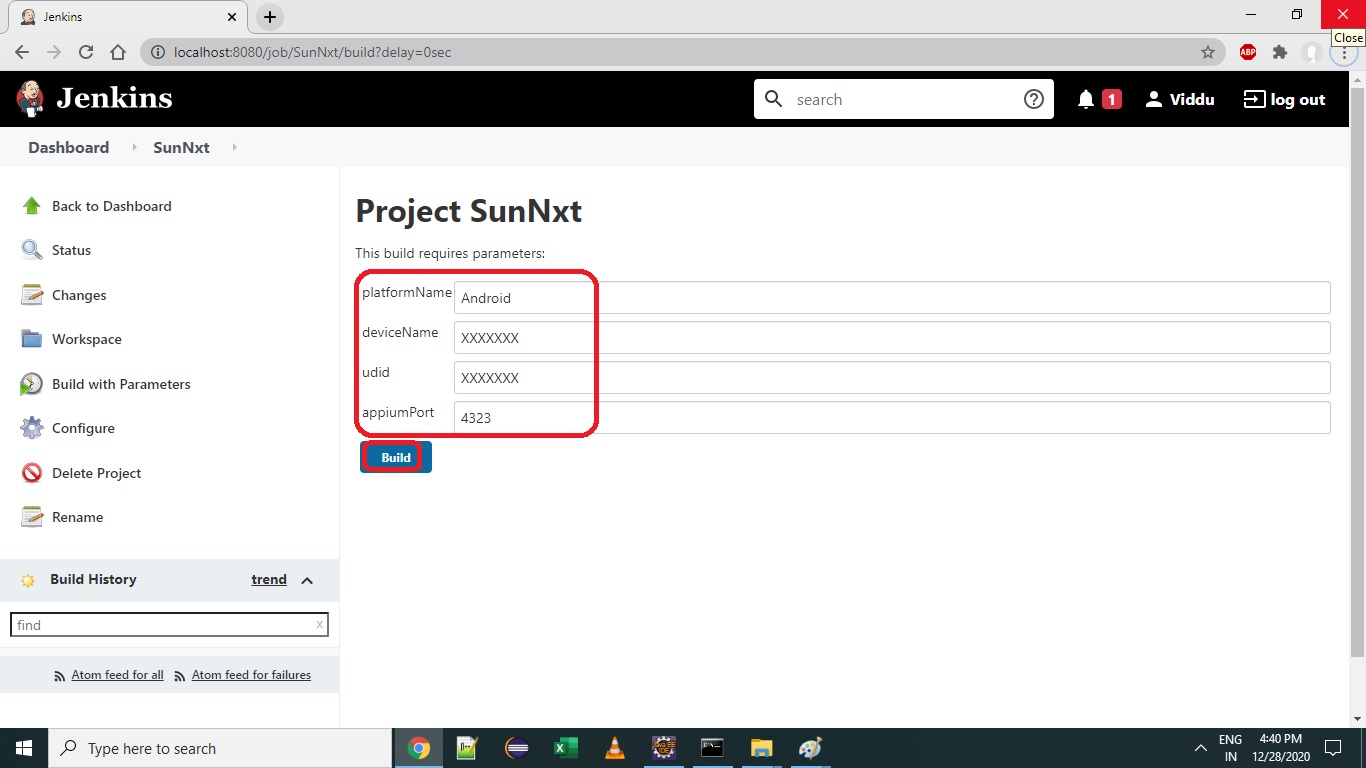 Jenkins
localhost:8080/job/SunNxt/build?delay=0sec
ABP
Close
Jenkins
search
1
Viddu
log out
Dashboard
SunNxt
Back to Dashboard
Status
Changes
Workspace
Build with Parameters
Configure
Delete Project
Rename
Build History
trend
find
x
Atom feed for all
Atom feed for failures
Project SunNxt
This build requires parameters:
platformName
Android
deviceName
XXXXXXX
udid
XXXXXXX
appiumPort
4323
Build
Type here to search
ENG
IN
4:40 PM
12/28/2020